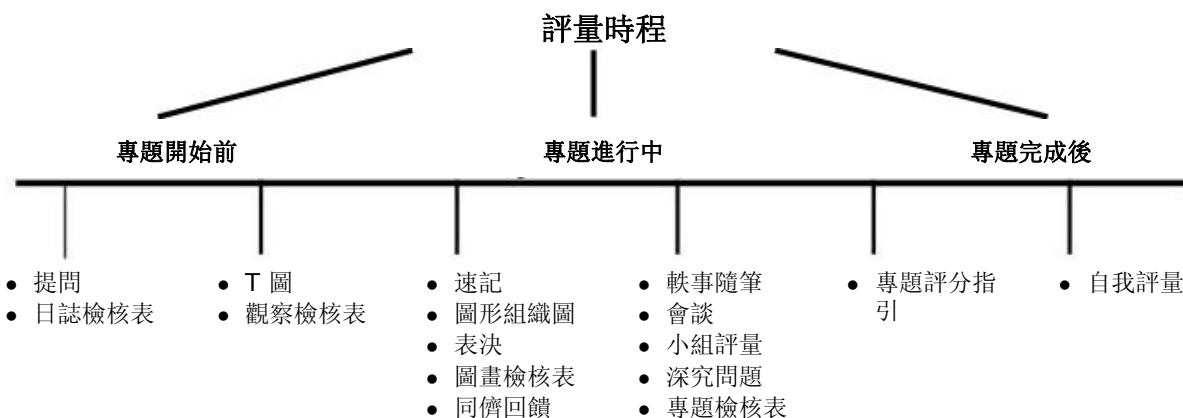 評量時程
專題開始前
專題進行中
專題完成後
● 提問
● 日誌檢核表
● T 圖
● 觀察檢核表
● 速記
● 圖形組織圖
● 表決
● 圖畫檢核表
● 同儕回饋
● 軼事隨筆
● 會談
● 小組評量
● 深究問題
● 專題檢核表
● 專題評分指
引
● 自我評量